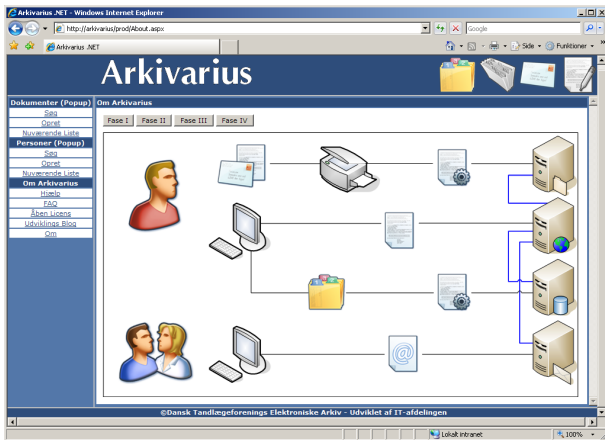 Arkivarius .NET - Windows Internet Explorer
http://arkivarius/prod/About.aspx
Google
Arkivarius .NET
Side
Funktioner
Arkivarius
Dokumenter (Popup)
Søg
Opret
Nuværende Liste
Personer (Popup)
Søg
Opret
Nuværende Liste
Om Arkivarius
Hjælp
FAQ
Åben Licens
Udviklings Blog
Om
Om Arkivarius
Fase I
Fase II
Fase III
Fase IV
@
©Dansk Tandlægeforenings Elektroniske Arkiv - Udviklet af IT-afdelingen
Lokalt intranet
100%